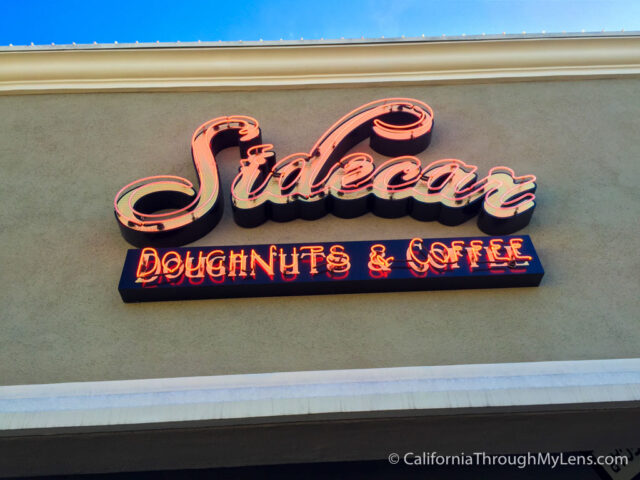 Sidecar
DOUGHNUTS & COFFEE
© CaliforniaThroughMyLens.com